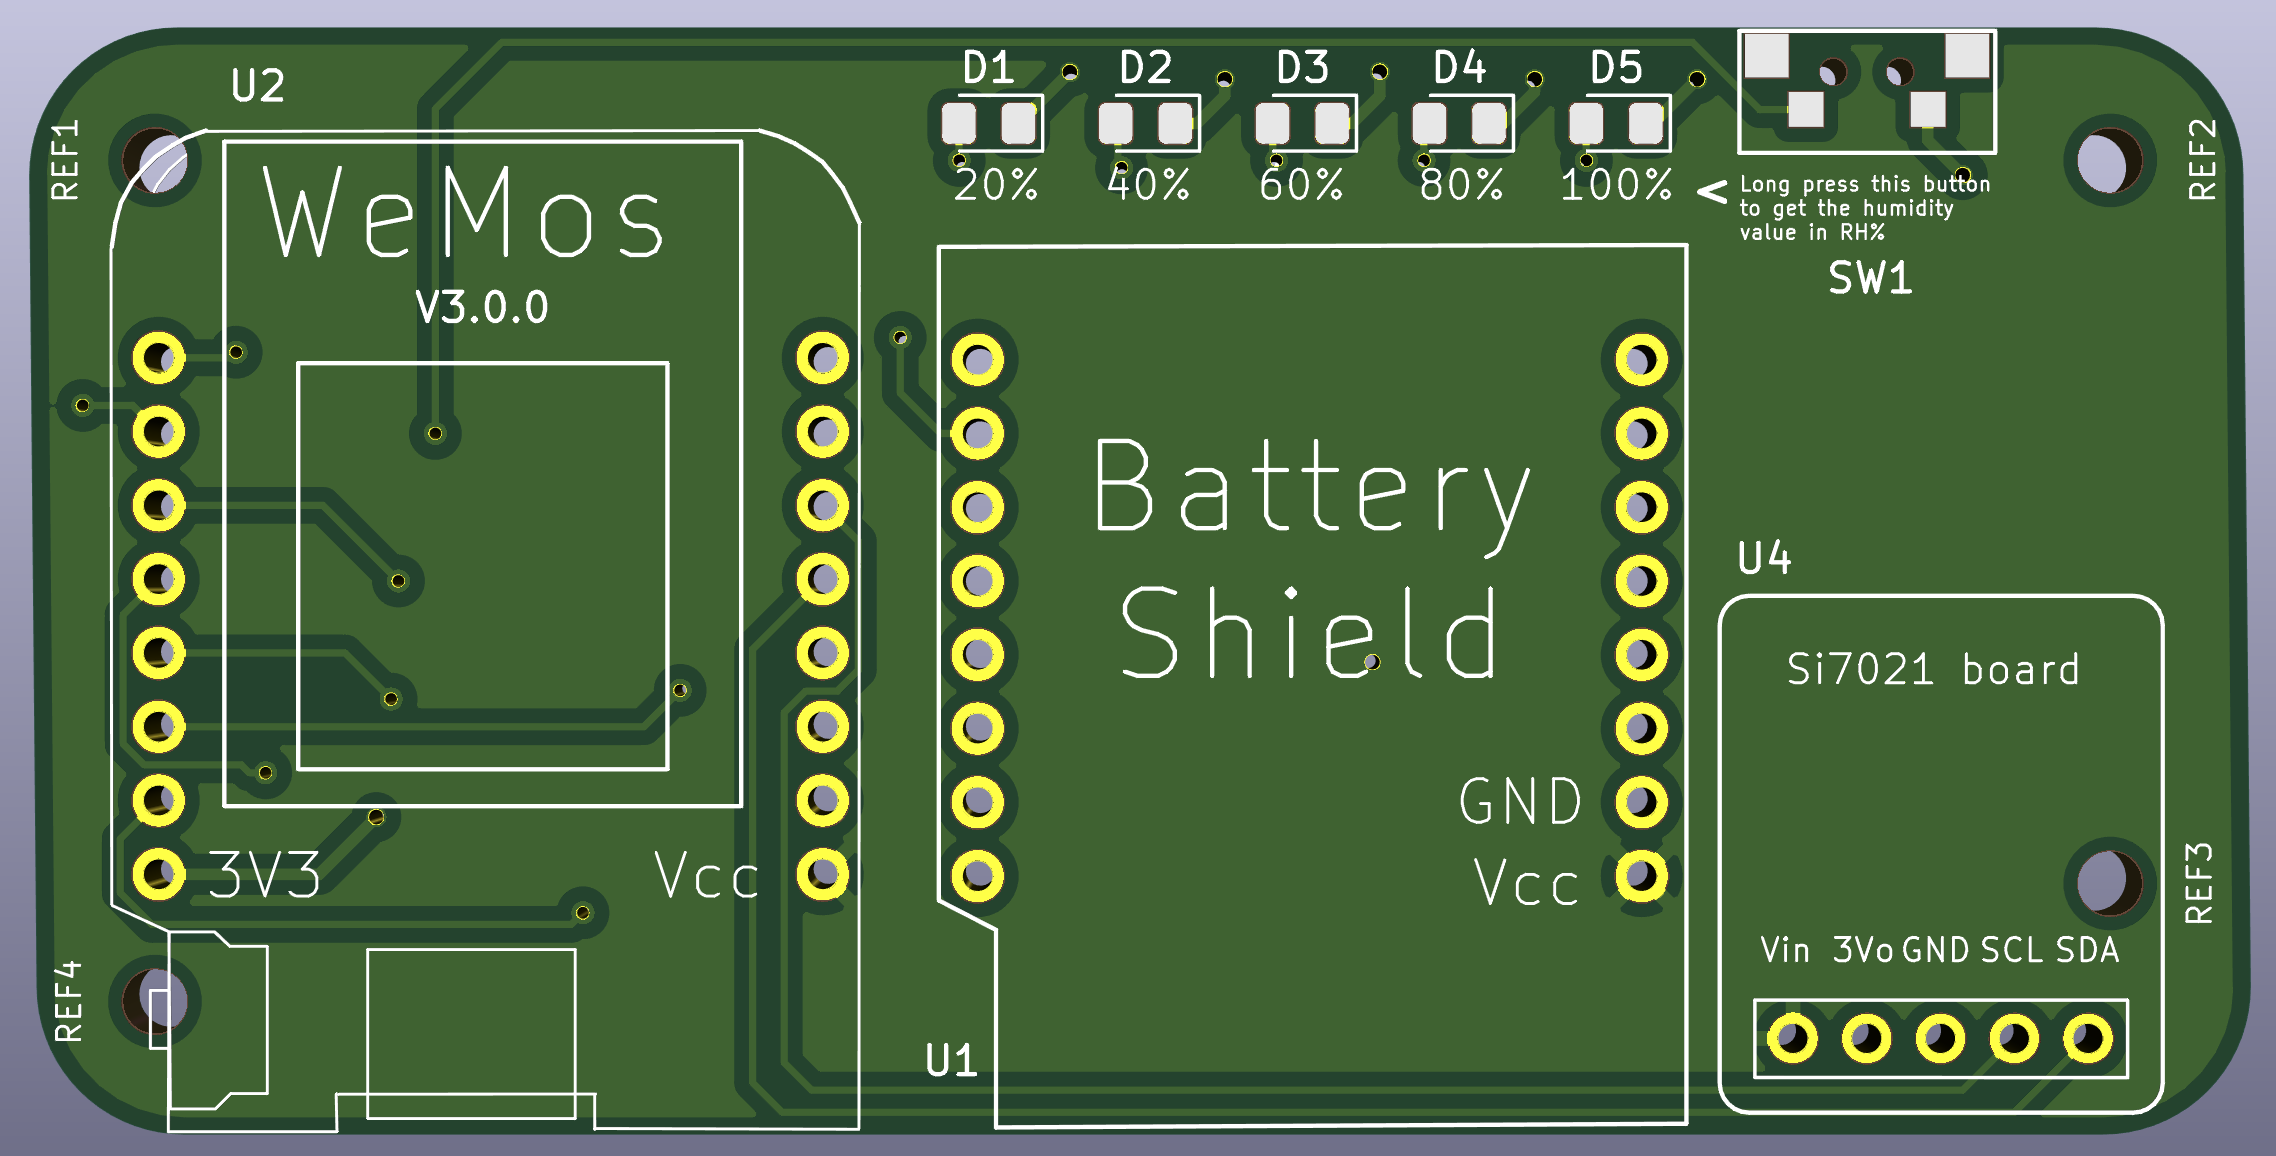 U2
D1 D2 D3 D4 D5
REF1
REF2
20% 40% 60% 80% 100%
< Long press this button
to get the humidity
value in RH%
SW1
WeMos
V3.0.0
Battery
Shield
U4
Si7021 board
GND
Vcc
3V3
Vcc
REF3
Vin 3Vo GND SCL SDA
REF4
U1